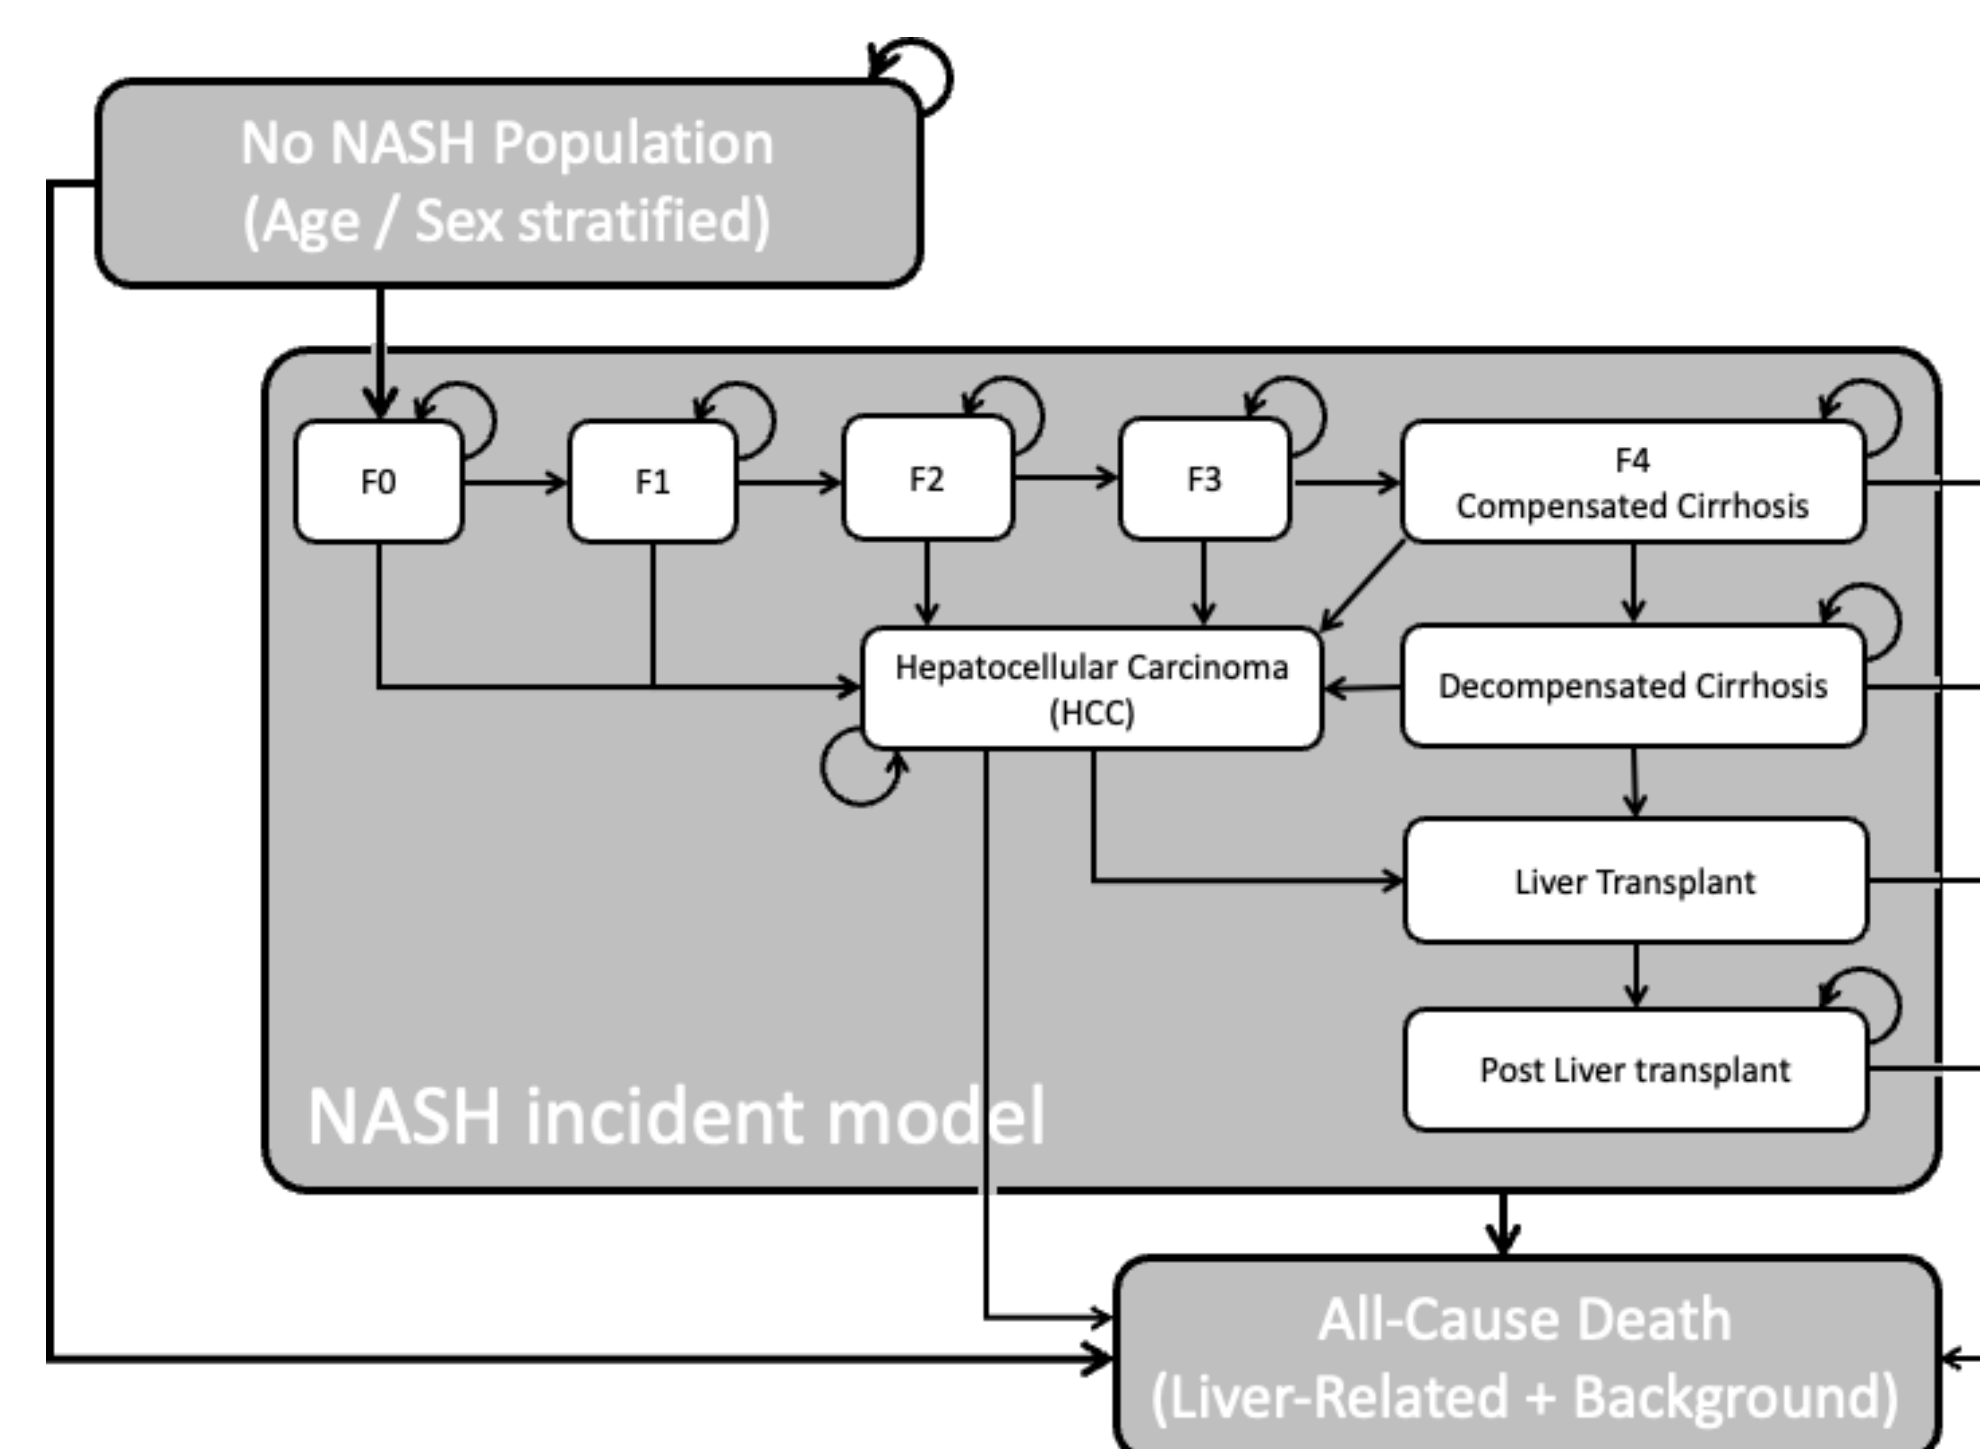 No NASH Population
(Age / Sex stratified)
F0
F1
F2
F3
F4
Compensated Cirrhosis
Hepatocellular Carcinoma
(HCC)
Decompensated Cirrhosis
Liver Transplant
Post Liver transplant
NASH incident model
All-Cause Death
(Liver-Related + Background)